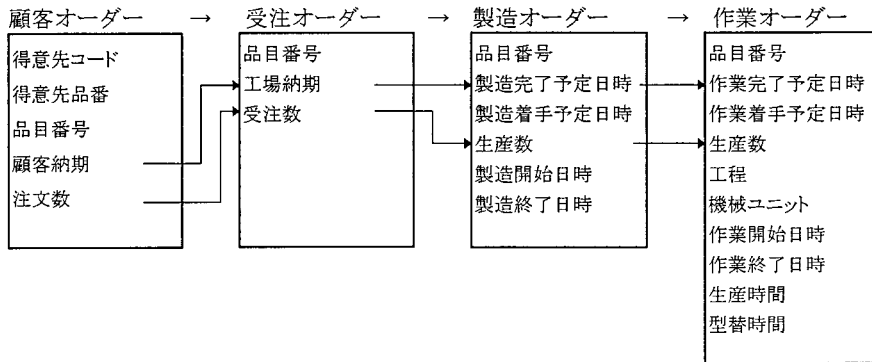 顧客オーダー → 受注オーダー → 製造オーダー → 作業オーダー
得意先コード
得意先品番
品目番号
顧客納期
注文数
品目番号
工場納期
受注数
品目番号
製造完了予定日時
製造着手予定日時
生産数
製造開始日時
製造終了日時
品目番号
作業完了予定日時
作業着手予定日時
生産数
工程
機械ユニット
作業開始日時
作業終了日時
生産時間
型替時間